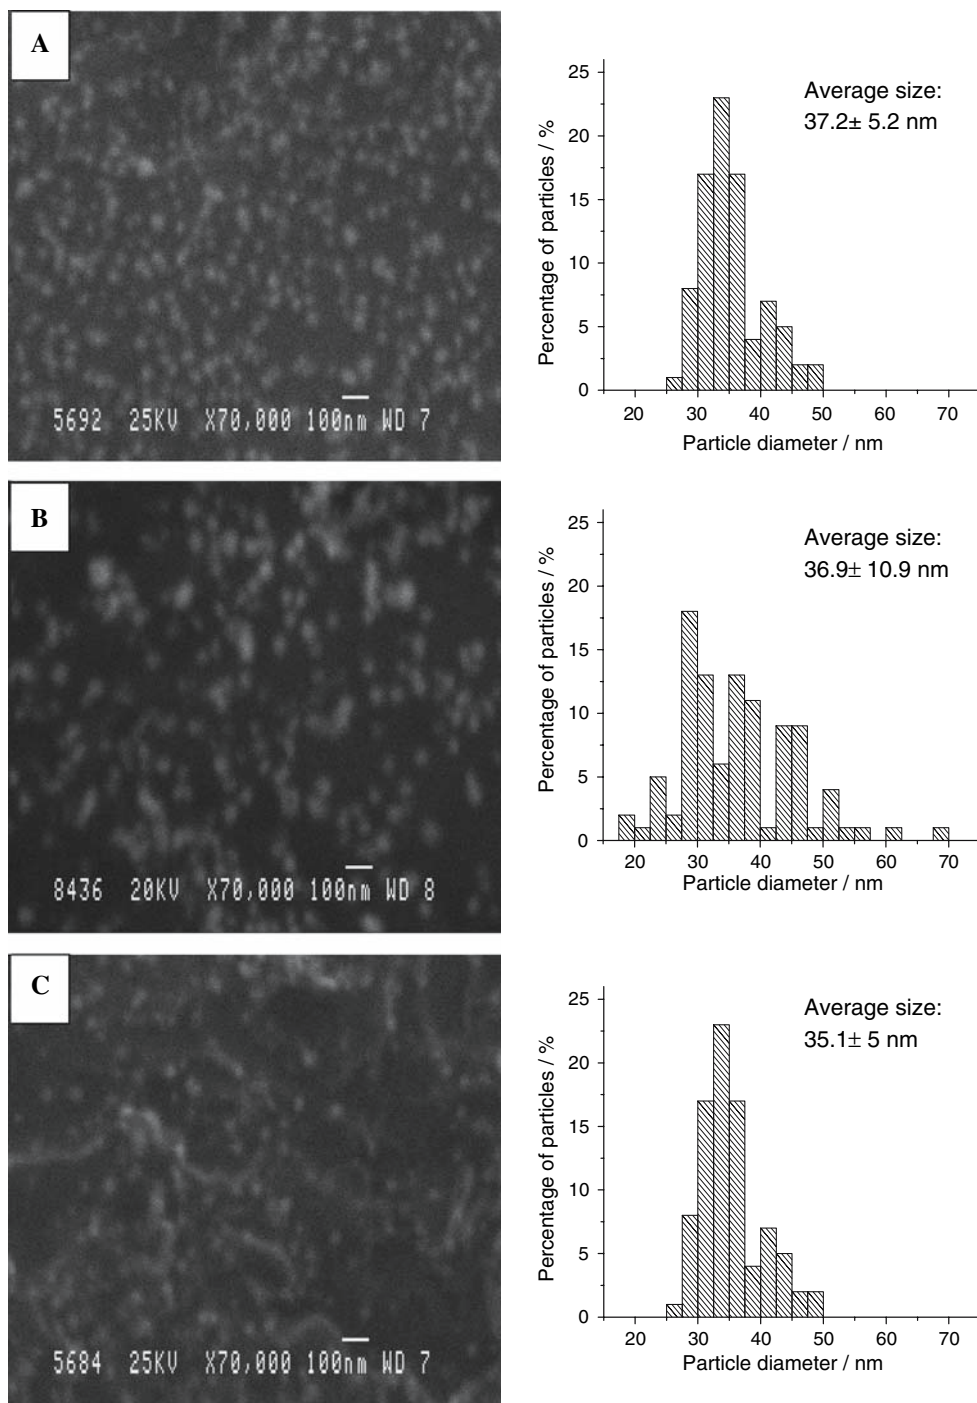 A
5692 25KV X70,000 100nm WD 7
Percentage of particles / %
25
20
15
10
5
0
Average size:
37.2± 5.2 nm
20 30 40 50 60 70
Particle diameter / nm
B
8436 20KV X70,000 100nm WD 8
Percentage of particles / %
25
20
15
10
5
0
Average size:
36.9± 10.9 nm
20 30 40 50 60 70
Particle diameter / nm
C
5684 25KV X70,000 100nm WD 7
Percentage of particles / %
25
20
15
10
5
0
Average size:
35.1± 5 nm
20 30 40 50 60 70
Particle diameter / nm